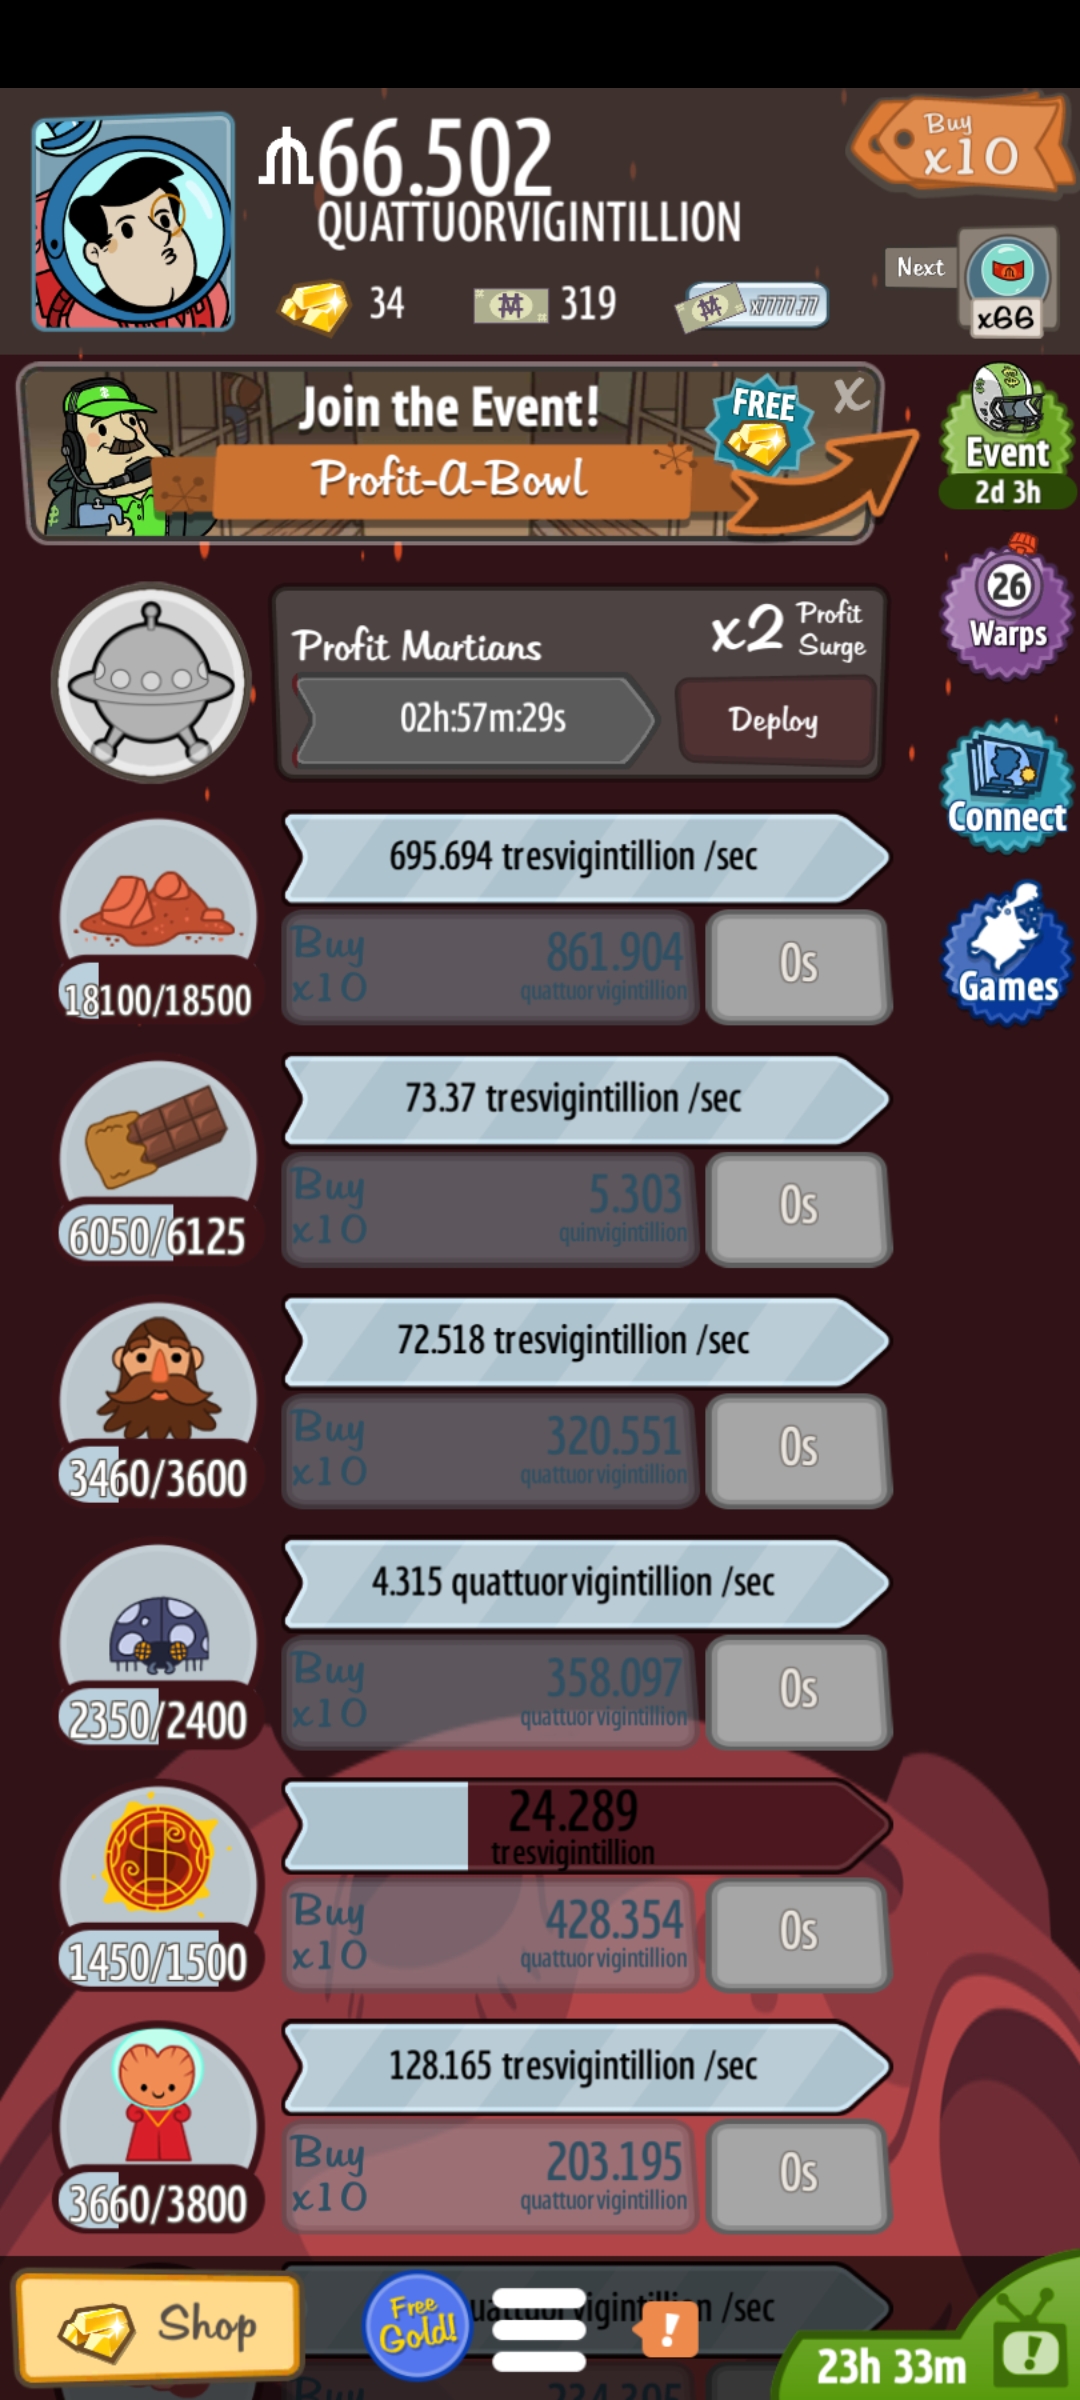 66.502
QUATTUORVIGINTILLION
Buy
x10
34
319
x7777.77
Next
x66
Join the Event!
Profit-A-Bowl
FREE
X
Event
2d 3h
Profit Martians
x2 Profit Surge
02h:57m:29s
Deploy
26
Warps
Connect
Games
695.694 tresvigintillion /sec
Buy
x10
861.904
quattuorvigintillion
0s
18100/18500
73.37 tresvigintillion /sec
Buy
x10
5.303
quinvigintillion
0s
6050/6125
72.518 tresvigintillion /sec
Buy
x10
320.551
quattuorvigintillion
0s
3460/3600
4.315 quattuorvigintillion /sec
Buy
x10
358.097
quattuorvigintillion
0s
2350/2400
24.289
tresvigintillion
Buy
x10
428.354
quattuorvigintillion
0s
1450/1500
128.165 tresvigintillion /sec
Buy
x10
203.195
quattuorvigintillion
0s
3660/3800
Shop
Free
Gold!
/sec
!
23h 33m
!
Buy